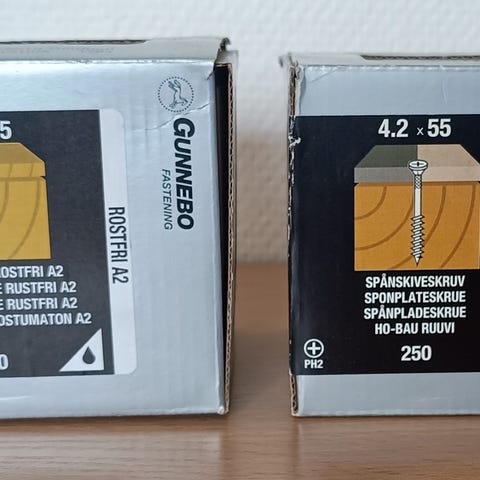 5
GUNNEBO
FASTENING
ROSTFRI A2
ROSTFRI A2
E RUSTFRI A2
E RUSTFRI A2
OSTUMATON A2
0
4.2 x 55
SPÅNSKIVESKRUV
SPONPLATESKRUE
SPÅNPLADESKRUE
HO-BAU RUUVI
PH2
250